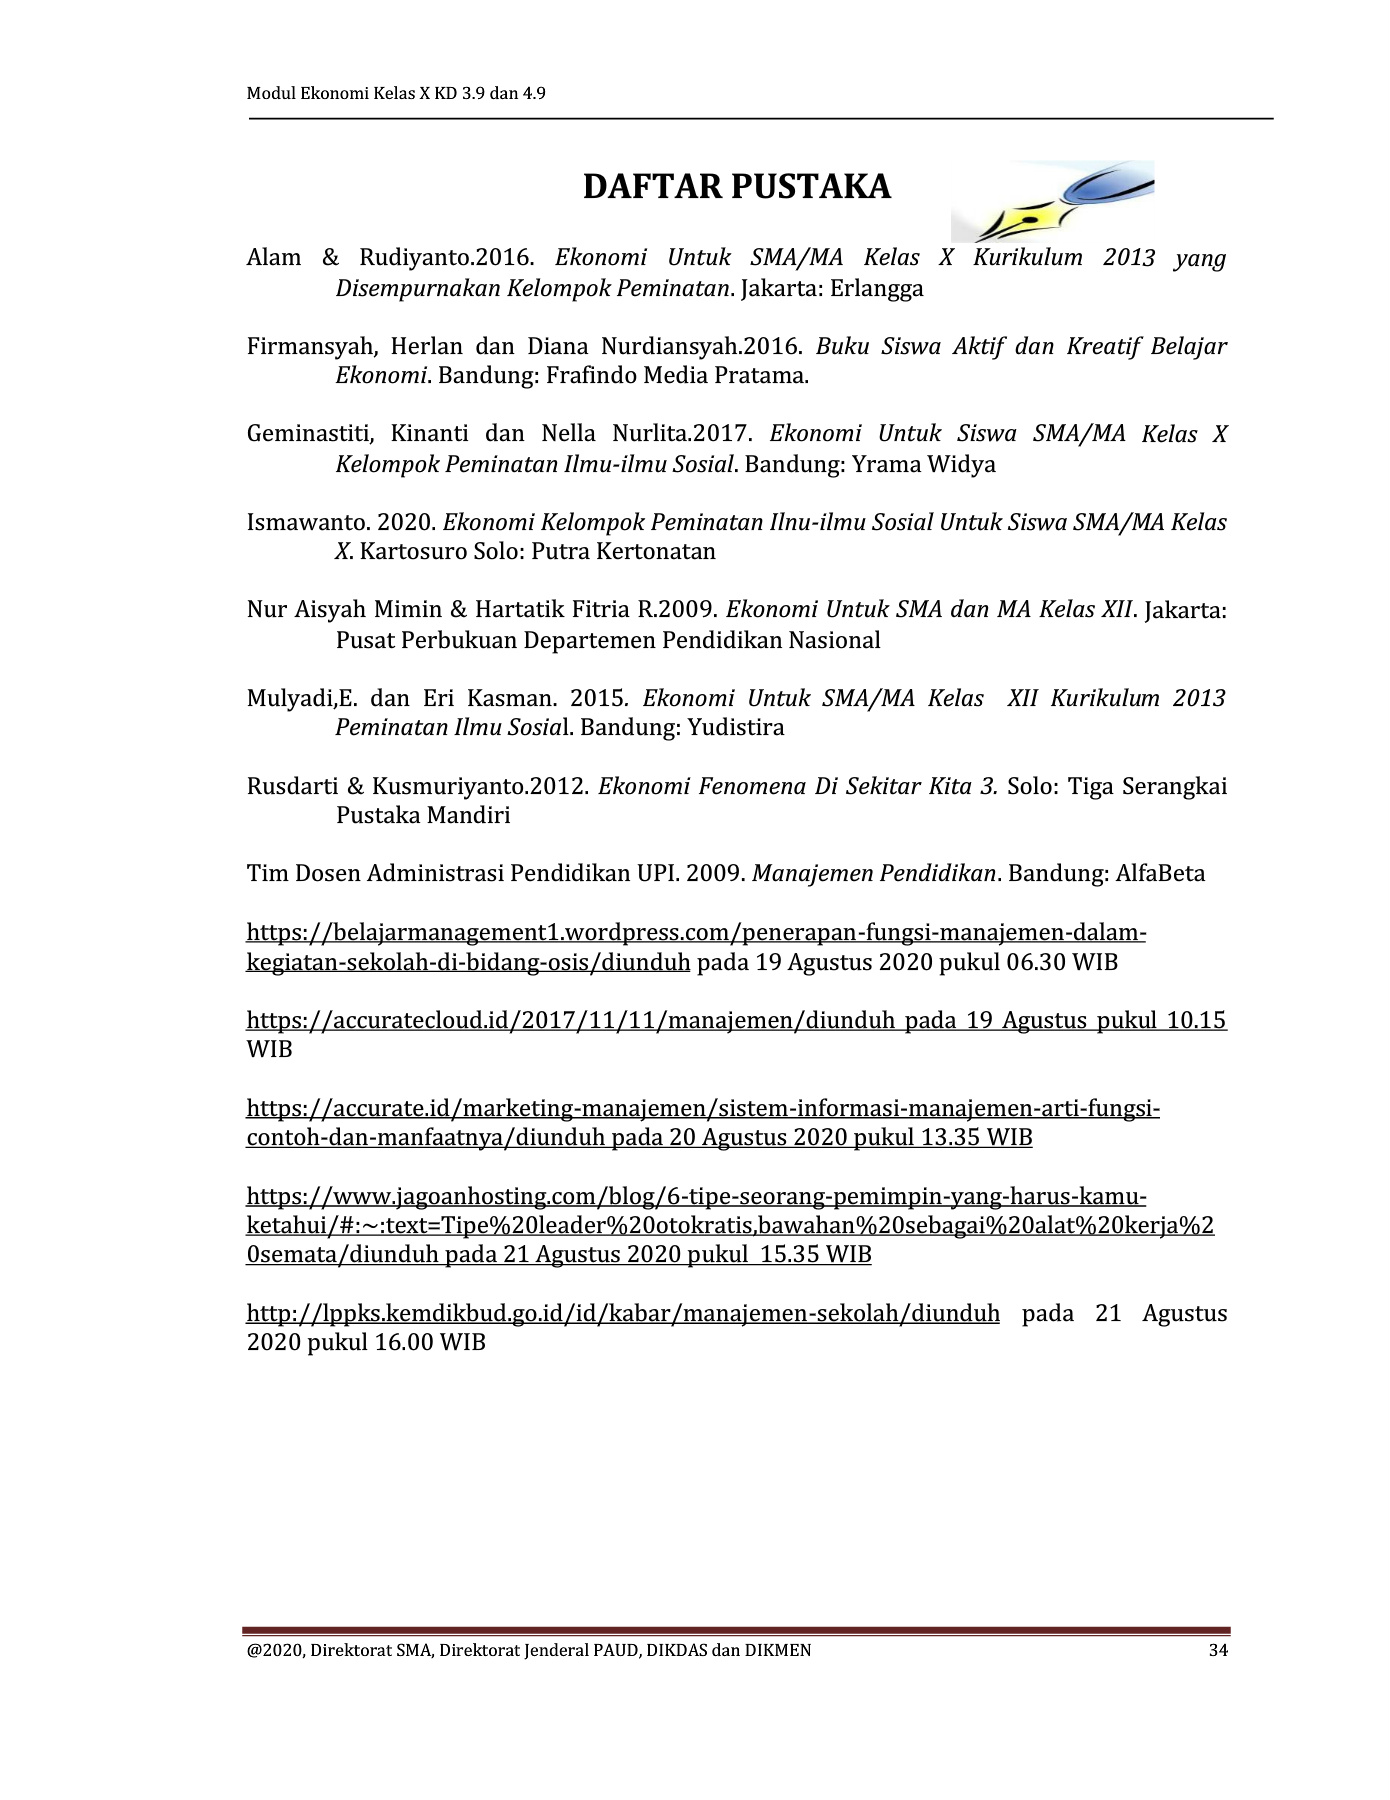 Modul Ekonomi Kelas X KD 3.9 dan 4.9
DAFTAR PUSTAKA
Alam & Rudiyanto.2016. Ekonomi Untuk SMA/MA Kelas X Kurikulum 2013 yang
Disempurnakan Kelompok Peminatan. Jakarta: Erlangga
Firmansyah, Herlan dan Diana Nurdiansyah.2016. Buku Siswa Aktif dan Kreatif Belajar
Ekonomi. Bandung: Frafindo Media Pratama.
Geminastiti, Kinanti dan Nella Nurlita.2017. Ekonomi Untuk Siswa SMA/MA Kelas X
Kelompok Peminatan Ilmu-ilmu Sosial. Bandung: Yrama Widya
Ismawanto. 2020. Ekonomi Kelompok Peminatan Ilnu-ilmu Sosial Untuk Siswa SMA/MA Kelas
X. Kartosuro Solo: Putra Kertonatan
Nur Aisyah Mimin & Hartatik Fitria R.2009. Ekonomi Untuk SMA dan MA Kelas XII. Jakarta:
Pusat Perbukuan Departemen Pendidikan Nasional
Mulyadi,E. dan Eri Kasman. 2015. Ekonomi Untuk SMA/MA Kelas XII Kurikulum 2013
Peminatan Ilmu Sosial. Bandung: Yudistira
Rusdarti & Kusmuriyanto.2012. Ekonomi Fenomena Di Sekitar Kita 3. Solo: Tiga Serangkai
Pustaka Mandiri
Tim Dosen Administrasi Pendidikan UPI. 2009. Manajemen Pendidikan. Bandung: AlfaBeta
https://belajarmanagement1.wordpress.com/penerapan-fungsi-manajemen-dalam-
kegiatan-sekolah-di-bidang-osis/diunduh pada 19 Agustus 2020 pukul 06.30 WIB
https://accuratecloud.id/2017/11/11/manajemen/diunduh pada 19 Agustus pukul 10.15
WIB
https://accurate.id/marketing-manajemen/sistem-informasi-manajemen-arti-fungsi-
contoh-dan-manfaatnya/diunduh pada 20 Agustus 2020 pukul 13.35 WIB
https://www.jagoanhosting.com/blog/6-tipe-seorang-pemimpin-yang-harus-kamu-
ketahui/#:~:text=Tipe%20leader%20otokratis,bawahan%20sebagai%20alat%20kerja%2
0semata/diunduh pada 21 Agustus 2020 pukul 15.35 WIB
http://lppks.kemdikbud.go.id/id/kabar/manajemen-sekolah/diunduh pada 21 Agustus
2020 pukul 16.00 WIB
@2020, Direktorat SMA, Direktorat Jenderal PAUD, DIKDAS dan DIKMEN 34